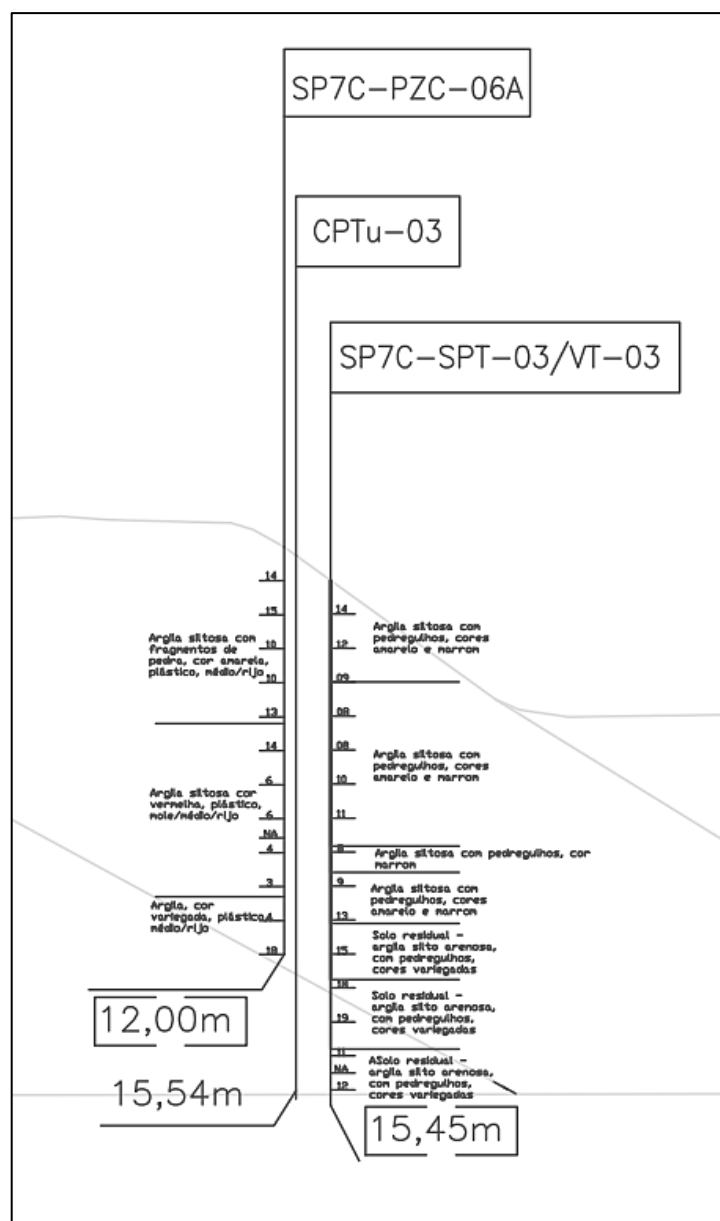 SP7C-PZC-06A
CPTu-03
SP7C-SPT-03/VT-03
14
15
10
10
13
14
6
6
NA
4
3
4
18
Argila siltosa com
fragmentos de
pedra, cor amarela,
plástico, médio/rijo
Argila siltosa cor
vermelha, plástico,
mole/médio/rijo
Argila, cor
variegada, plástico,
médio/rijo
12,00m
15,54m
14
12
09
08
08
10
11
8
9
13
15
18
19
11
NA
12
Argila siltosa com
pedregulhos, cores
amarelo e marrom
Argila siltosa com
pedregulhos, cores
amarelo e marrom
Argila siltosa com pedregulhos, cor
marrom
Argila siltosa com
pedregulhos, cores
amarelo e marrom
Solo residual -
argila silto arenosa,
com pedregulhos,
cores variegadas
Solo residual -
argila silto arenosa,
com pedregulhos,
cores variegadas
ASolo residual -
argila silto arenosa,
com pedregulhos,
cores variegadas
15,45m